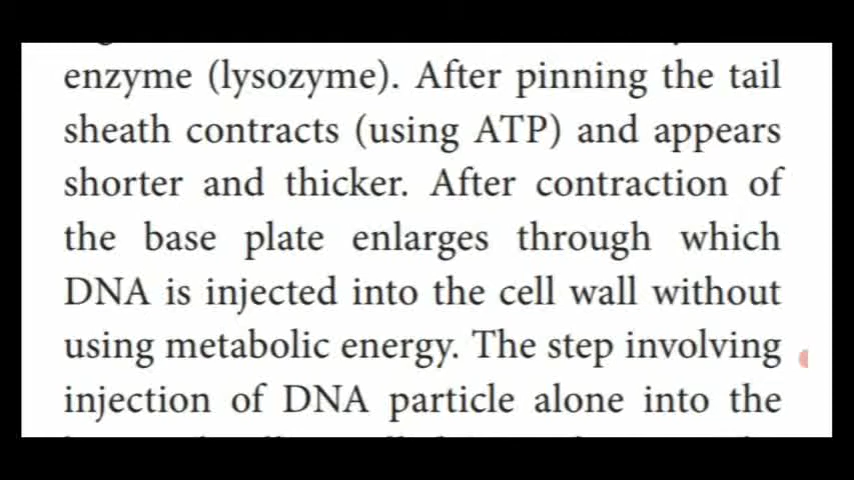 enzyme (lysozyme). After pinning the tail
sheath contracts (using ATP) and appears
shorter and thicker. After contraction of
the base plate enlarges through which
DNA is injected into the cell wall without
using metabolic energy. The step involving
injection of DNA particle alone into the